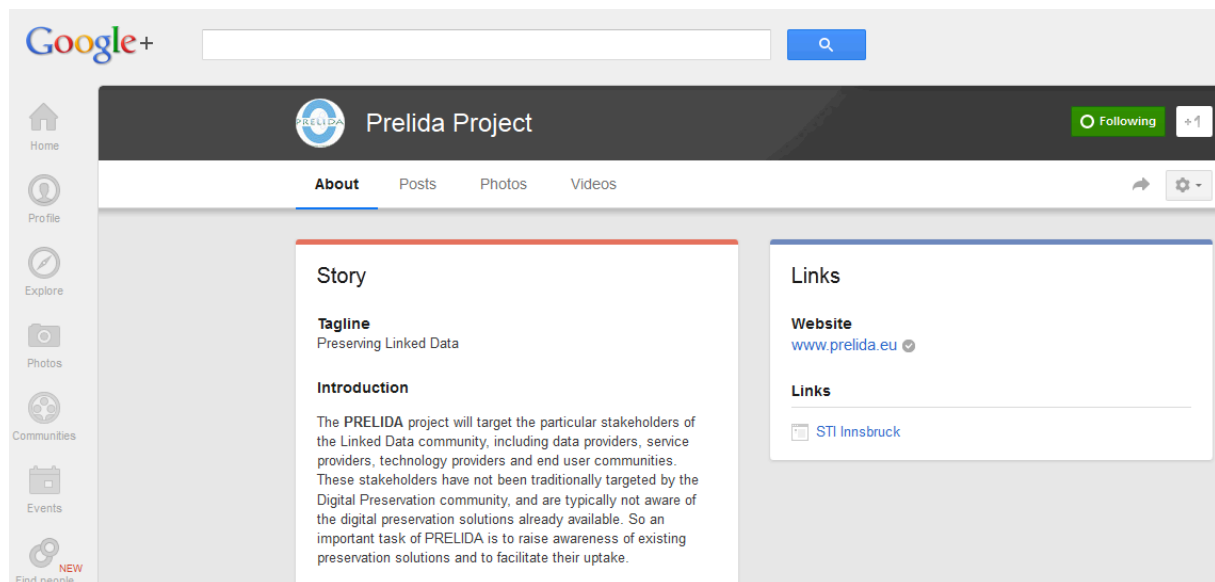 Google+
PRELIDA
Prelida Project
Following
+1
Home
Profile
Explore
Photos
Communities
Events
NEW
Find people
About
Posts
Photos
Videos
Story
Tagline
Preserving Linked Data
Introduction
The PRELIDA project will target the particular stakeholders of
the Linked Data community, including data providers, service
providers, technology providers and end user communities.
These stakeholders have not been traditionally targeted by the
Digital Preservation community, and are typically not aware of
the digital preservation solutions already available. So an
important task of PRELIDA is to raise awareness of existing
preservation solutions and to facilitate their uptake.
Links
Website
www.prelida.eu
Links
STI Innsbruck